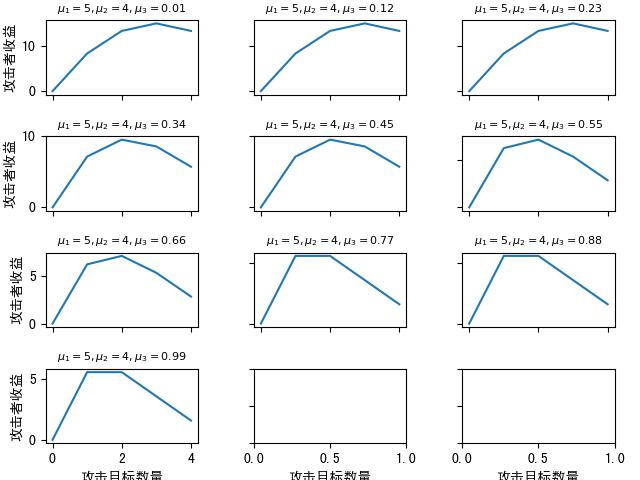 μ₁ = 5, μ₂ = 4, μ₃ = 0.01
μ₁ = 5, μ₂ = 4, μ₃ = 0.12
μ₁ = 5, μ₂ = 4, μ₃ = 0.23
攻击者收益
10
0
μ₁ = 5, μ₂ = 4, μ₃ = 0.34
μ₁ = 5, μ₂ = 4, μ₃ = 0.45
μ₁ = 5, μ₂ = 4, μ₃ = 0.55
攻击者收益
10
0
μ₁ = 5, μ₂ = 4, μ₃ = 0.66
μ₁ = 5, μ₂ = 4, μ₃ = 0.77
μ₁ = 5, μ₂ = 4, μ₃ = 0.88
攻击者收益
5
0
μ₁ = 5, μ₂ = 4, μ₃ = 0.99
攻击者收益
5
0
0 2 4
0.0 0.5 1.0
0.0 0.5 1.0
攻击目标数量
攻击目标数量
攻击目标数量